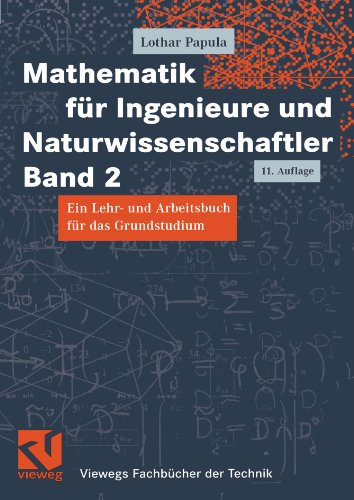 Lothar Papula
Mathematik
für Ingenieure und
Naturwissenschaftler
Band 2
11. Auflage
Ein Lehr- und Arbeitsbuch
für das Grundstudium
vieweg
Viewegs Fachbücher der Technik